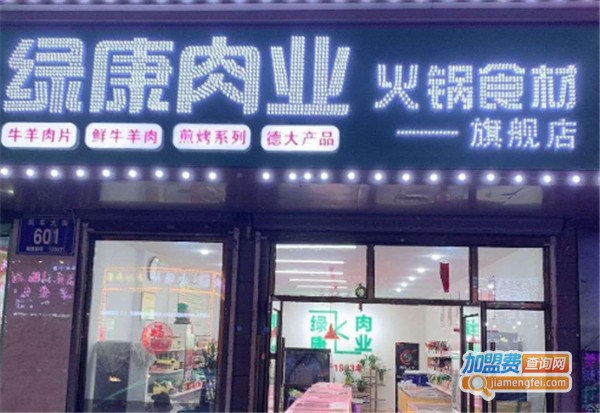 绿康肉业 火锅食材
旗舰店
牛羊肉片 鲜牛羊肉 煎烤系列 德大产品
601
绿 肉
康 业
加盟费查询网
jiamengfei.com